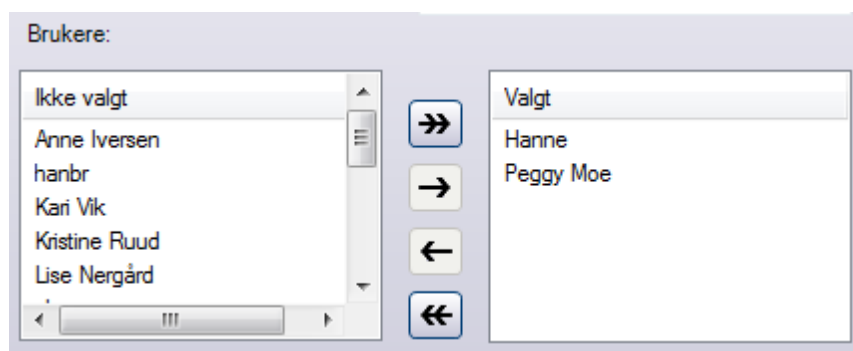 Brukere:
Ikke valgt
Anne Iversen
hanbr
Kari Vik
Kristine Ruud
Lise Nergård
Valgt
Hanne
Peggy Moe